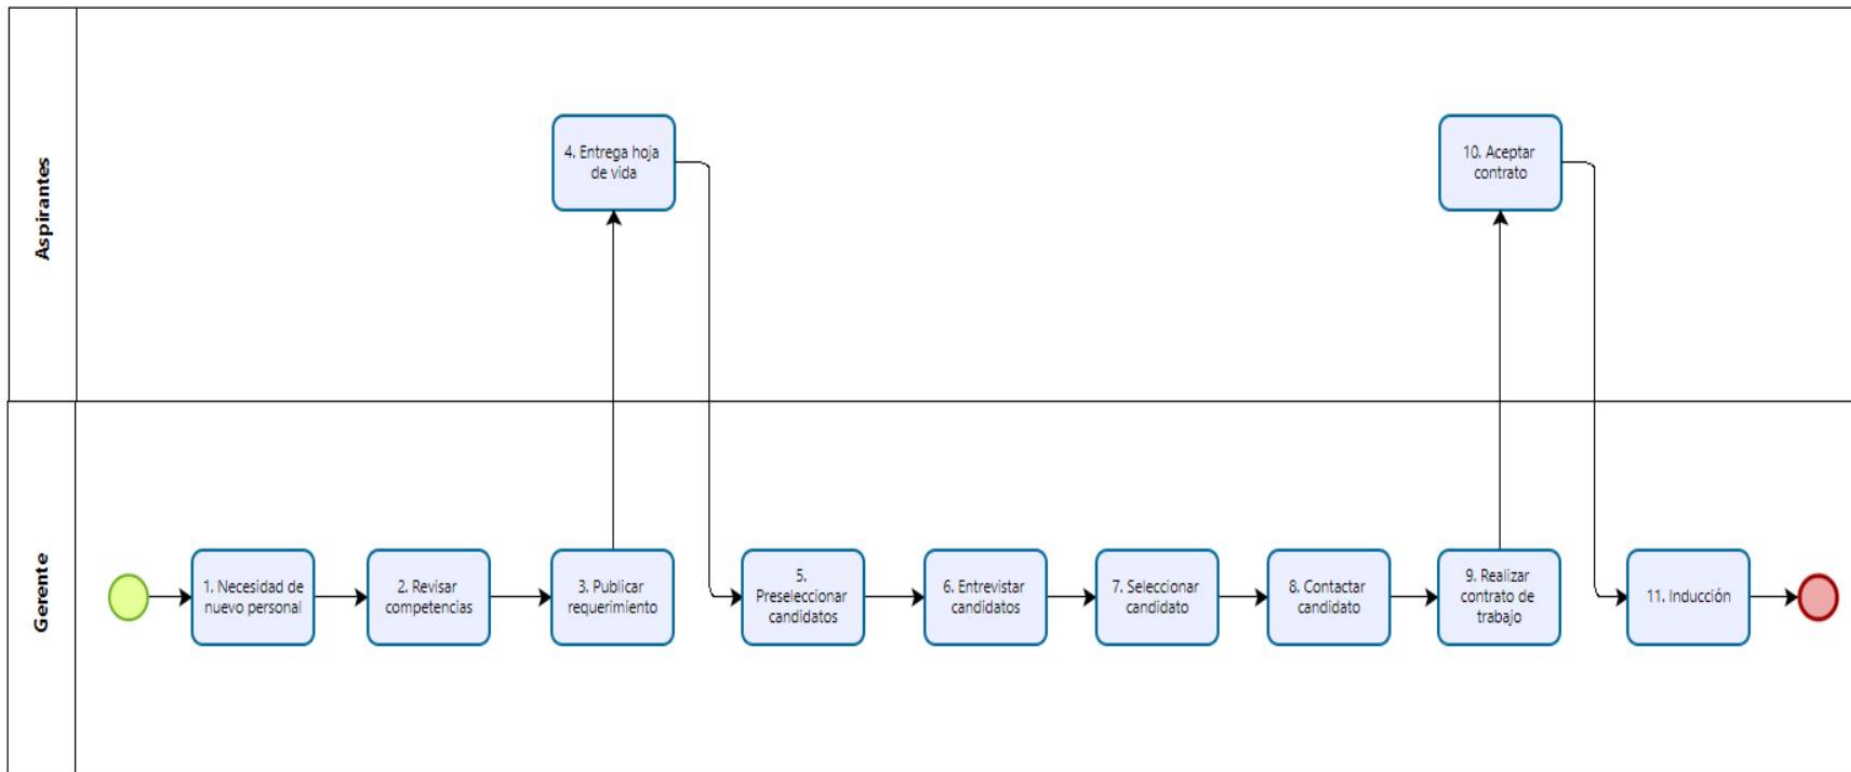 Aspirantes
4. Entrega hoja
de vida
10. Aceptar
contrato
Gerente
1. Necesidad de
nuevo personal
2. Revisar
competencias
3. Publicar
requerimiento
5.
Preseleccionar
candidatos
6. Entrevistar
candidatos
7. Seleccionar
candidato
8. Contactar
candidato
9. Realizar
contrato de
trabajo
11. Inducción